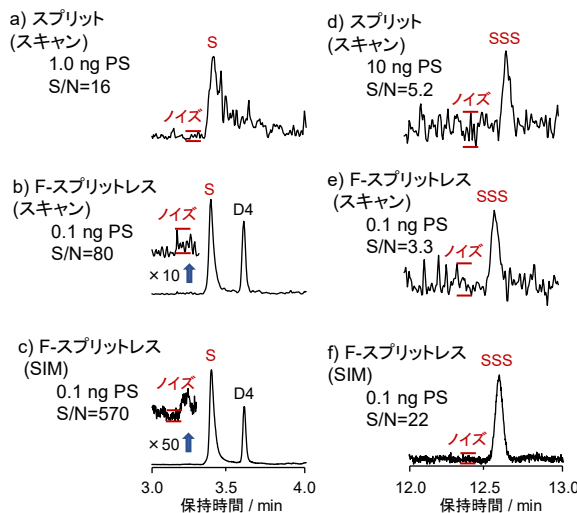 a) スプリット
(スキャン)
1.0 ng PS
S/N=16
S
ノイズ
b) F-スプリットレス
(スキャン)
0.1 ng PS
S/N=80
ノイズ
×10
S
D4
c) F-スプリットレス
(SIM)
0.1 ng PS
S/N=570
ノイズ
×50
S
D4
3.0
3.5
4.0
保持時間 / min
d) スプリット
(スキャン)
10 ng PS
S/N=5.2
SSS
ノイズ
e) F-スプリットレス
(スキャン)
0.1 ng PS
S/N=3.3
SSS
ノイズ
f) F-スプリットレス
(SIM)
0.1 ng PS
S/N=22
SSS
ノイズ
12.0
12.5
13.0
保持時間 / min